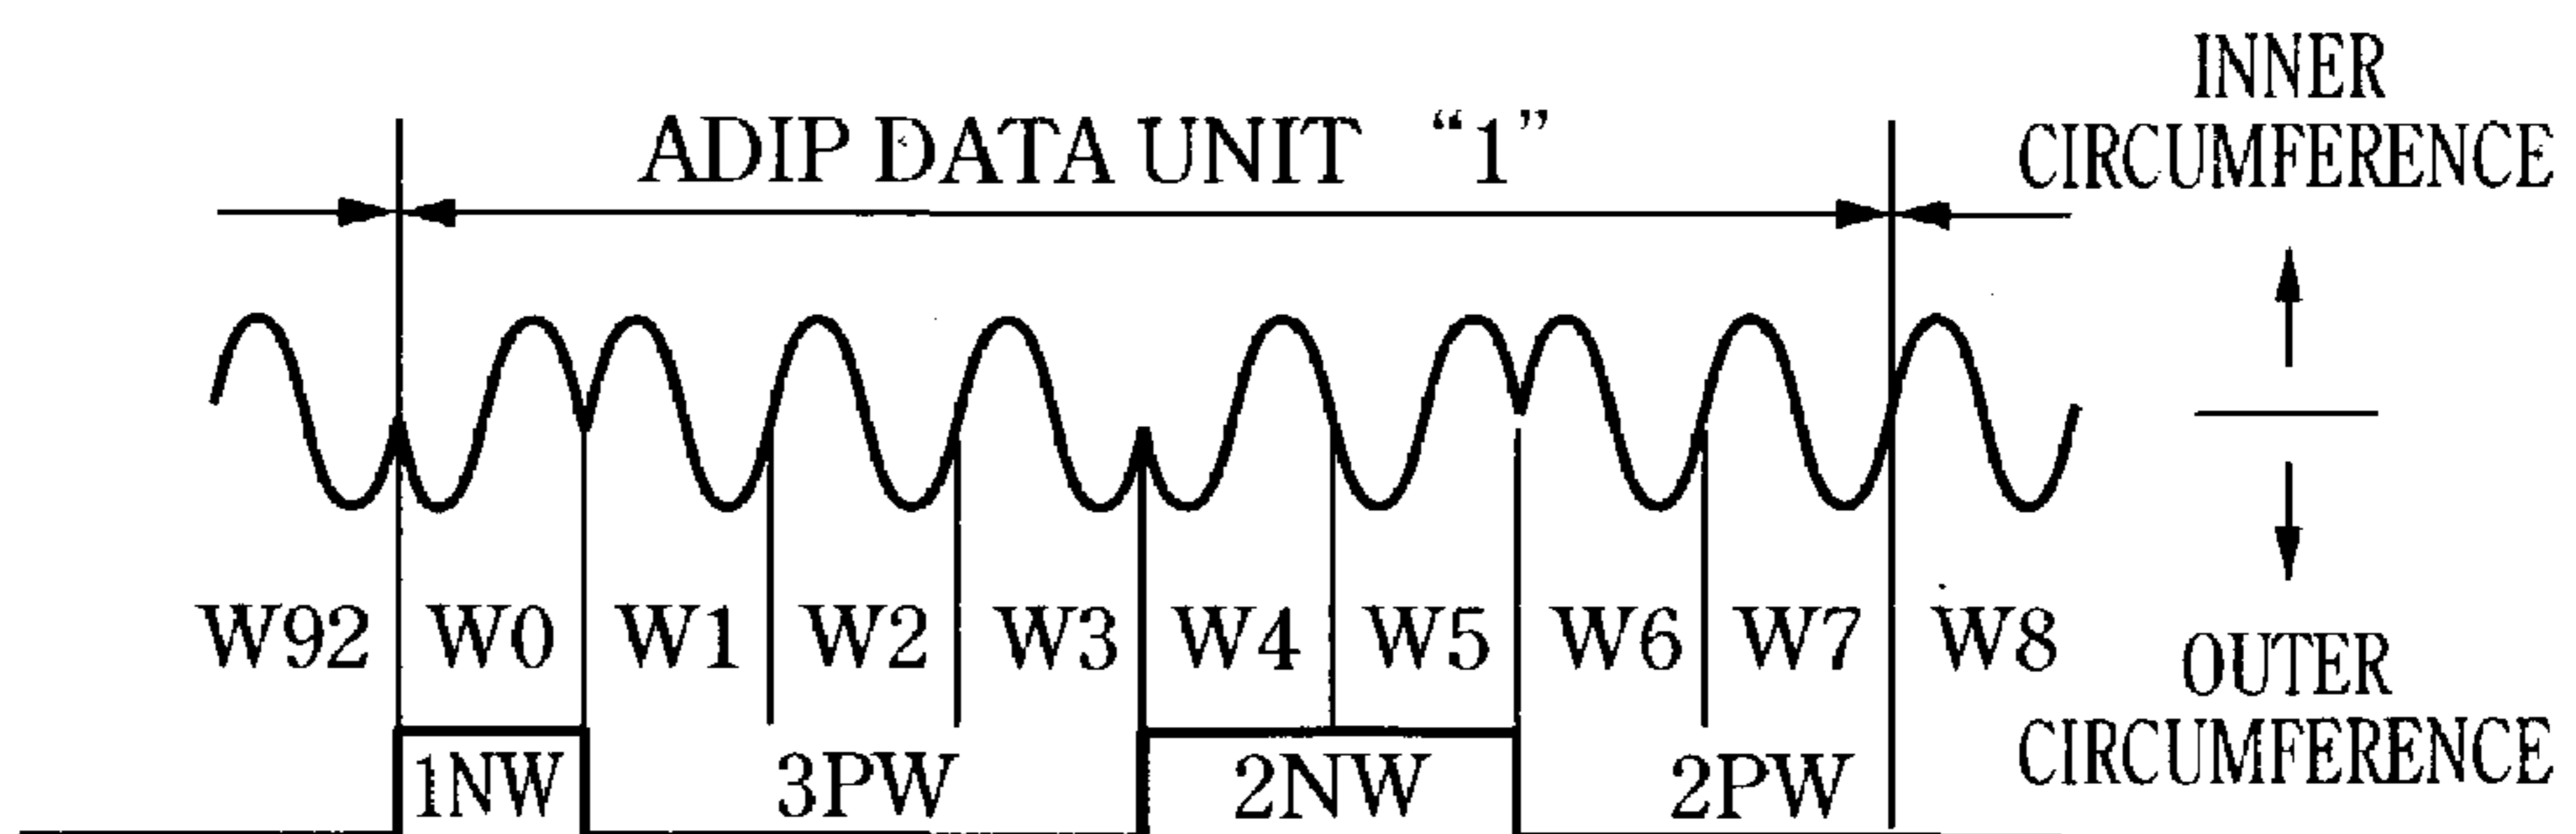 INNER
CIRCUMFERENCE
ADIP DATA UNIT “1”
W92 W0 W1 W2 W3 W4 W5 W6 W7 W8
OUTER
CIRCUMFERENCE
1NW 3PW 2NW 2PW